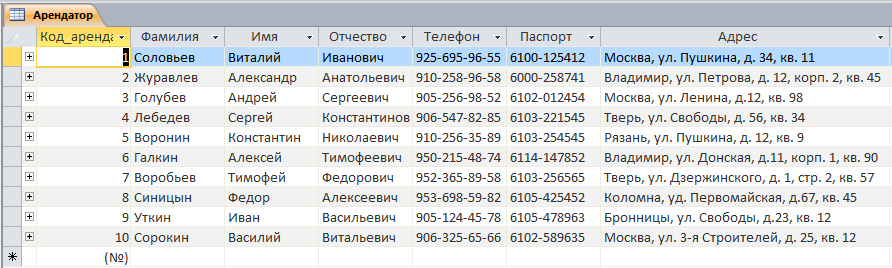 Арендатор
Код_аренда Фамилия Имя Отчество Телефон Паспорт Адрес
1 Соловьев Виталий Иванович 925-695-96-55 6100-125412 Москва, ул. Пушкина, д. 34, кв. 11
2 Журавлев Александр Анатольевич 910-258-96-58 6000-258741 Владимир, ул. Петрова, д. 12, корп. 2, кв. 45
3 Голубев Андрей Сергеевич 905-256-98-52 6102-012454 Москва, ул. Ленина, д.12, кв. 98
4 Лебедев Сергей Константинов 906-547-82-85 6103-221545 Тверь, ул. Свободы, д. 56, кв. 34
5 Воронин Константин Николаевич 910-256-35-89 6103-254545 Рязань, ул. Пушкина, д. 12, кв. 9
6 Галкин Алексей Тимофеевич 950-215-48-74 6114-147852 Владимир, ул. Донская, д.11, корп. 1, кв. 90
7 Воробьев Тимофей Федорович 952-365-89-58 6103-256565 Тверь, ул. Дзержинского, д. 1, стр. 2, кв. 57
8 Синицын Федор Алексеевич 953-698-59-82 6105-425452 Коломна, уд. Первомайская, д.67, кв. 45
9 Уткин Иван Васильевич 905-124-45-78 6105-478963 Бронницы, ул. Свободы, д.23, кв. 12
10 Сорокин Василий Витальевич 906-325-65-66 6102-589635 Москва, ул. 3-я Строителей, д. 25, кв. 12
(№)